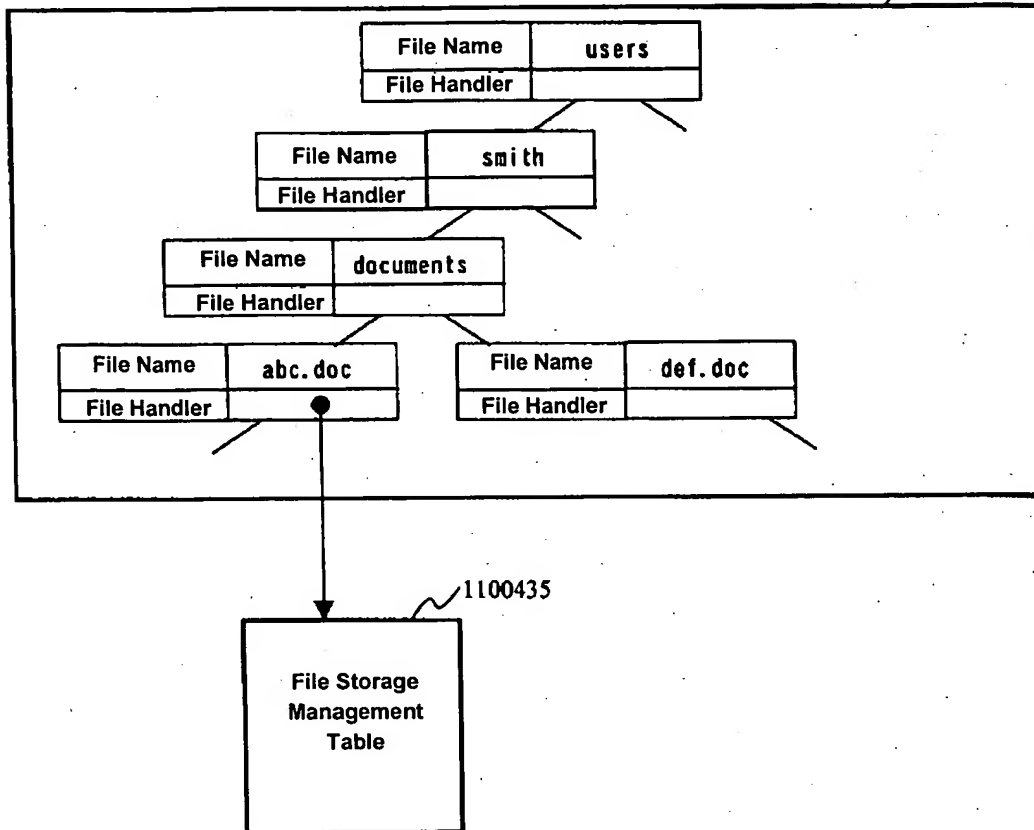 File Name users
File Handler
File Name smith
File Handler
File Name documents
File Handler
File Name abc.doc
File Handler
File Name def.doc
File Handler
1100435
File Storage
Management
Table